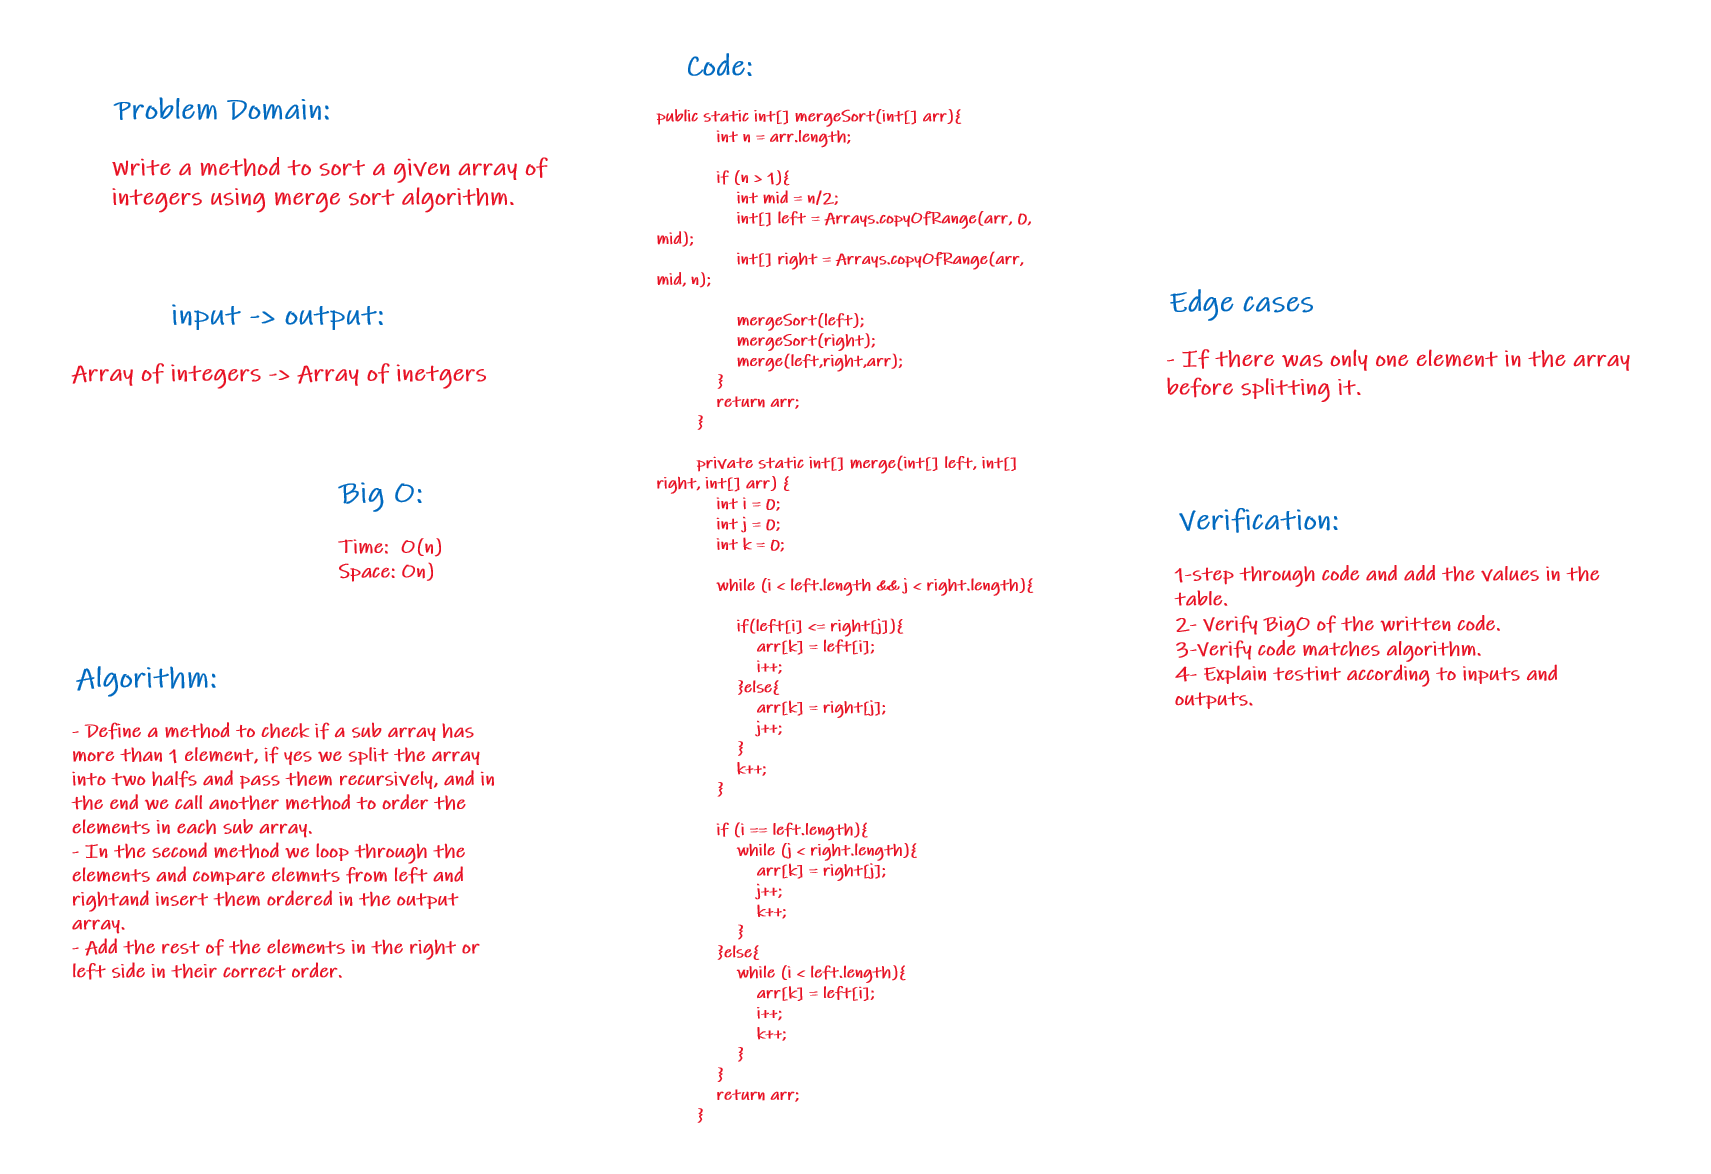 Problem Domain:
Write a method to sort a given array of
integers using merge sort algorithm.
input -> output:
Array of integers -> Array of inetgers
Big O:
Time:  O(n)
Space: On)
Algorithm:
- Define a method to check if a sub array has
more than 1 element, if yes we split the array
into two halfs and pass them recursively, and in
the end we call another method to order the
elements in each sub array.
- In the second method we loop through the
elements and compare elemnts from left and
rightand insert them ordered in the output
array.
- Add the rest of the elements in the right or
left side in their correct order.
Code:
public static int[] mergeSort(int[] arr){
int n = arr.length;
if (n > 1){
int mid = n/2;
int[] left = Arrays.copyOfRange(arr, 0,
mid);
int[] right = Arrays.copyOfRange(arr,
mid, n);
mergeSort(left);
mergeSort(right);
merge(left,right,arr);
}
return arr;
}
private static int[] merge(int[] left, int[]
right, int[] arr) {
int i = 0;
int j = 0;
int k = 0;
while (i < left.length && j < right.length){
if(left[i] <= right[j]){
arr[k] = left[i];
i++;
}else{
arr[k] = right[j];
j++;
}
k++;
}
if (i == left.length){
while (j < right.length){
arr[k] = right[j];
j++;
k++;
}
}else{
while (i < left.length){
arr[k] = left[i];
i++;
k++;
}
}
return arr;
}
Edge cases
- If there was only one element in the array
before splitting it.
Verification:
1-step through code and add the values in the
table.
2- Verify BigO of the written code.
3-Verify code matches algorithm.
4- Explain testint according to inputs and
outputs.